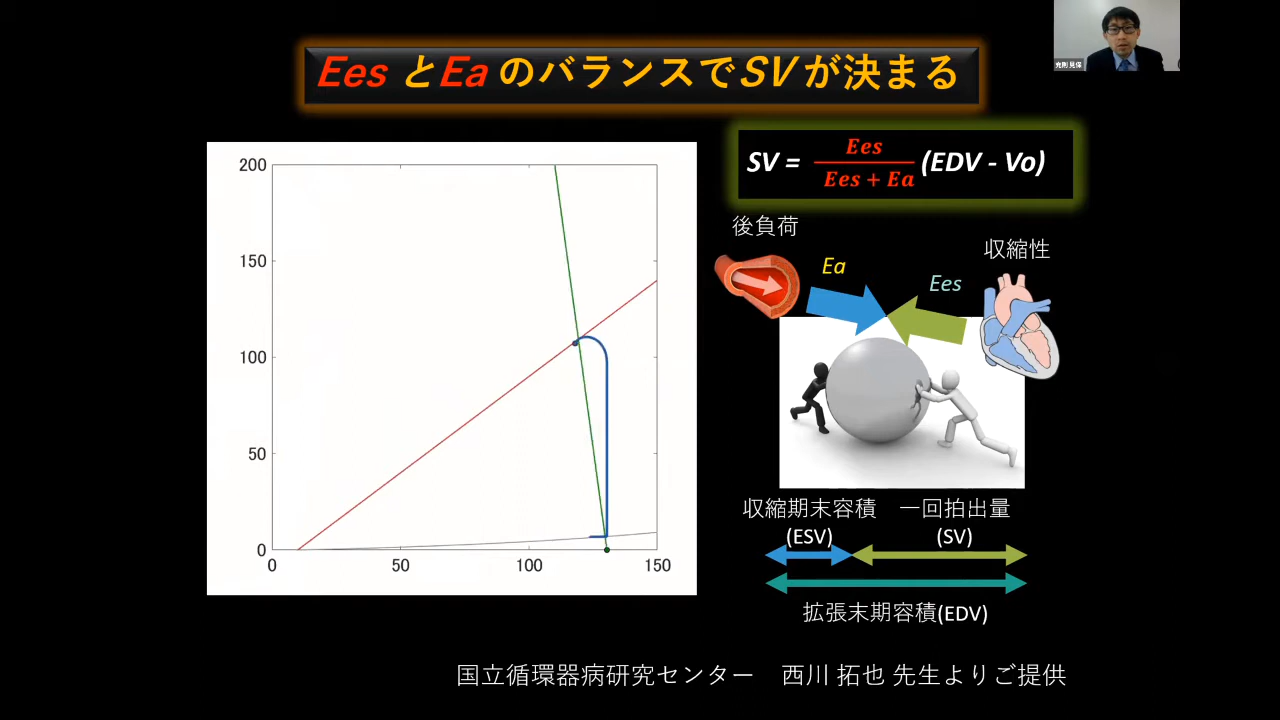 Ees とEa のバランスでSV が決まる
SV = Ees / Ees + Ea (EDV - Vo)
後負荷
収縮性
Ea
Ees
200
150
100
50
0
0 50 100 150
収縮期末容積 一回拍出量
(ESV) (SV)
拡張末期容積(EDV)
国立循環器病研究センター 西川 拓也 先生よりご提供